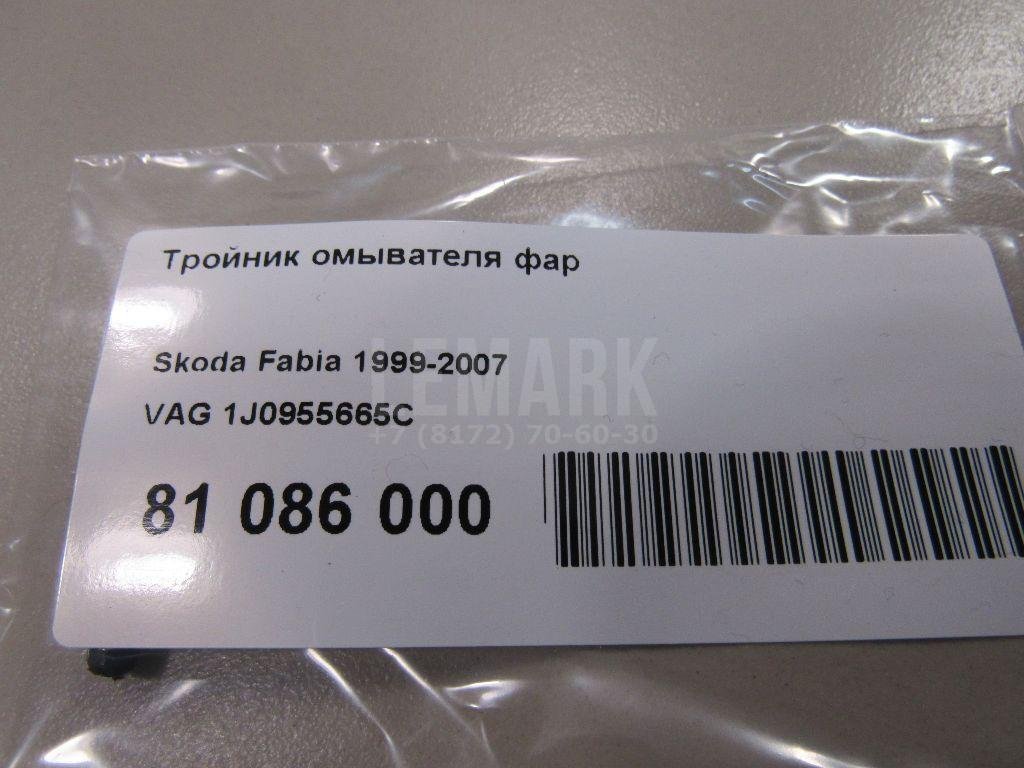 Тройник омывателя фар
Skoda Fabia 1999-2007
LEMARK
VAG 1J0955665C
+7 (8172) 70-60-30
81 086 000